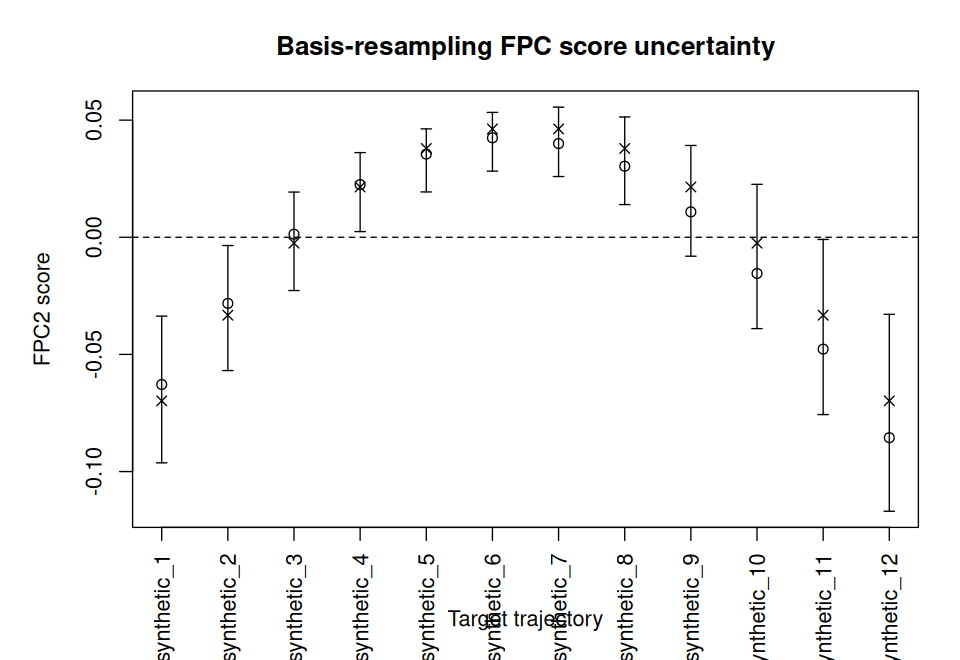 Basis-resampling FPC score uncertainty
FPC2 score
0.05
0.00
-0.05
-0.10
synthetic_1
synthetic_2
synthetic_3
synthetic_4
synthetic_5
synthetic_6
synthetic_7
synthetic_8
synthetic_9
ynthetic_10
ynthetic_11
ynthetic_12
Target trajectory